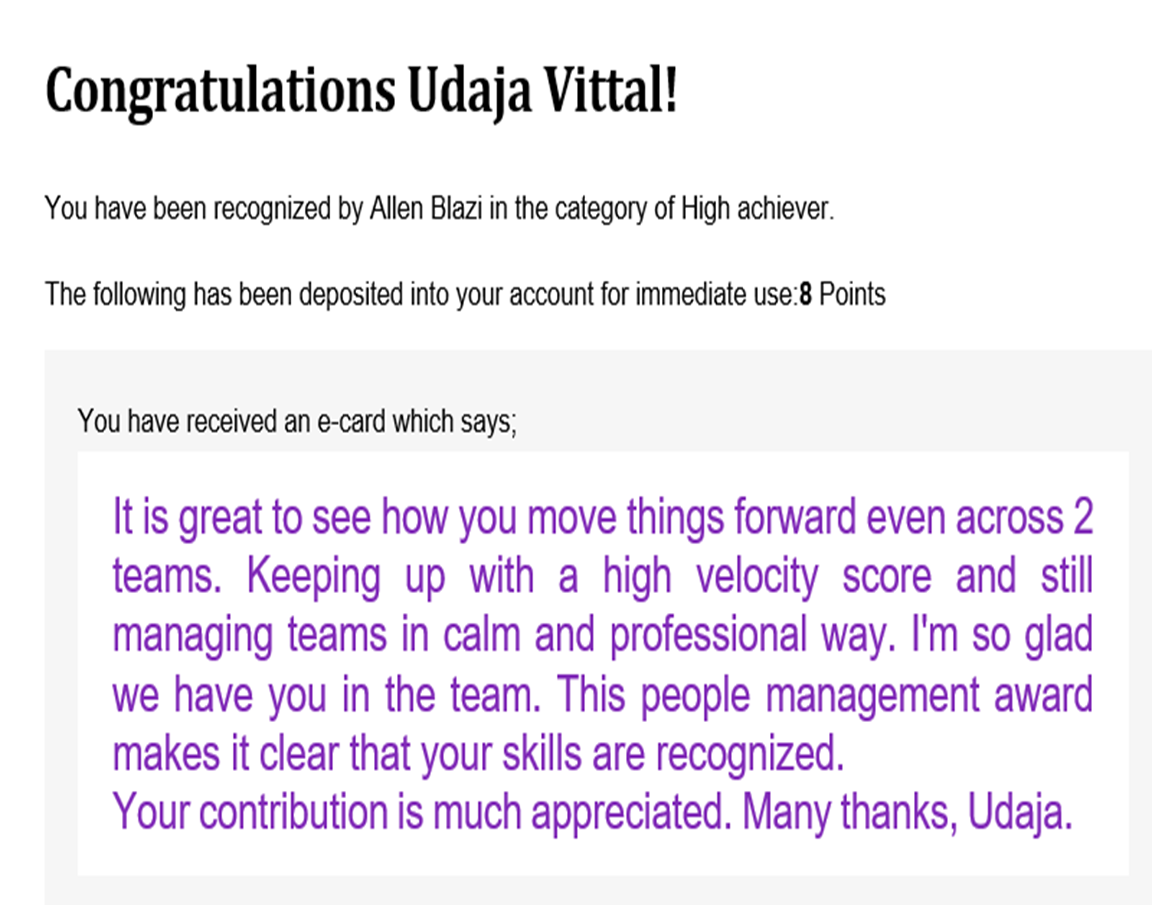 Congratulations Udaja Vittal!
You have been recognized by Allen Blazi in the category of High achiever.
The following has been deposited into your account for immediate use:8 Points
You have received an e-card which says;
It is great to see how you move things forward even across 2
teams. Keeping up with a high velocity score and still
managing teams in calm and professional way. I'm so glad
we have you in the team. This people management award
makes it clear that your skills are recognized.
Your contribution is much appreciated. Many thanks, Udaja.